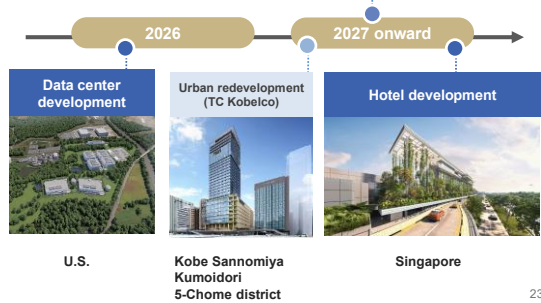 2026
2027 onward
Data center
development
Urban redevelopment
(TC Kobelco)
Hotel development
U.S.
Kobe Sannomiya
Kumoidori
5-Chome district
Singapore
23